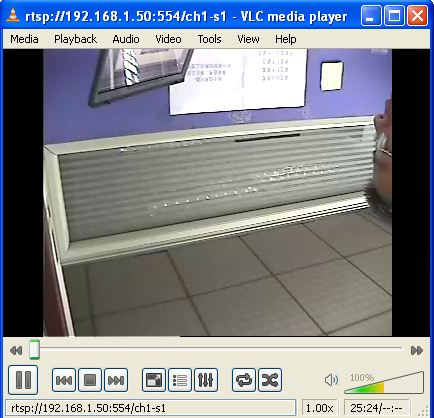 rtsp://192.168.1.50:554/ch1-s1 - VLC media player
Media Playback Audio Video Tools View Help
100%
rtsp://192.168.1.50:554/ch1-s1 1.00x 25:24/--:--